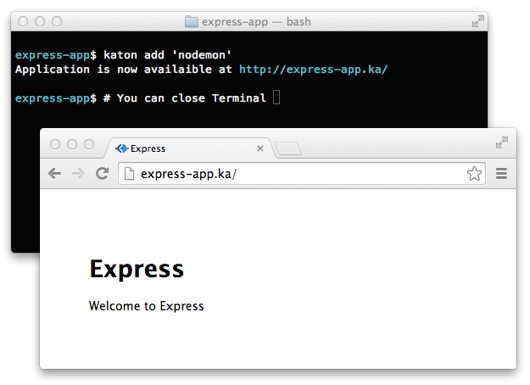 express-app — bash
express-app$ katon add 'nodemon'
Application is now availaible at http://express-app.ka/
express-app$ # You can close Terminal
Express
express-app.ka/
Express
Welcome to Express